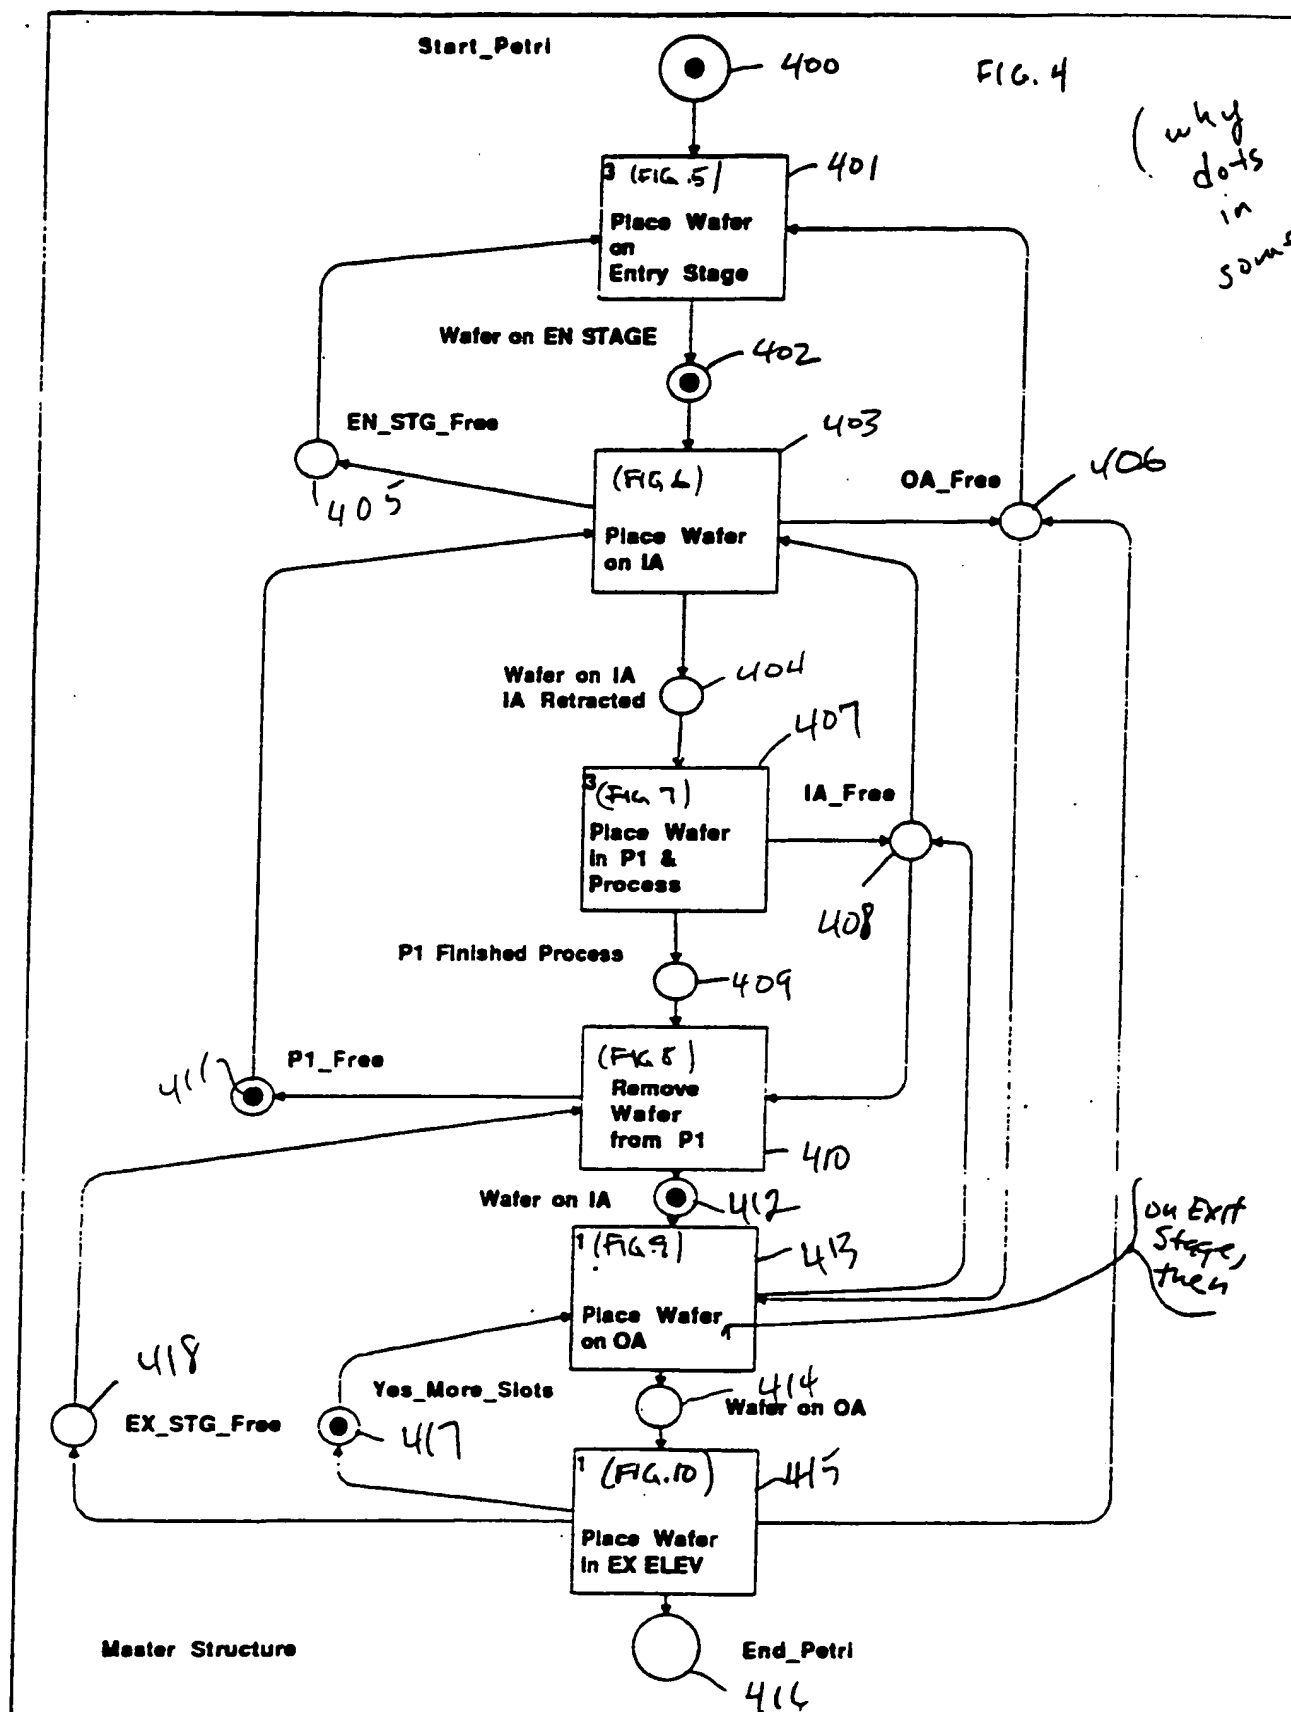 Start_Petri
400
FIG. 4
( why
dots
in
401
3 (FIG. 5)
Place Wafer
on
Entry Stage
Wafer on EN STAGE
402
EN_STG_Free
405
403
(FIG 6)
Place Wafer
on IA
OA_Free
406
Wafer on IA
IA Retracted
404
407
3 (FIG 7)
Place Wafer
in P1 &
Process
IA_Free
408
P1 Finished Process
409
P1_Free
411
(FIG 8)
Remove
Wafer
from P1
410
Wafer on IA
412
1 (FIG 9)
Place Wafer
on OA
413
on Exit
Stage,
then
418
EX_STG_Free
Yes_More_Slots
417
414
Wafer on OA
1 (FIG. 10)
Place Wafer
in EX ELEV
415
Master Structure
End_Petri
416